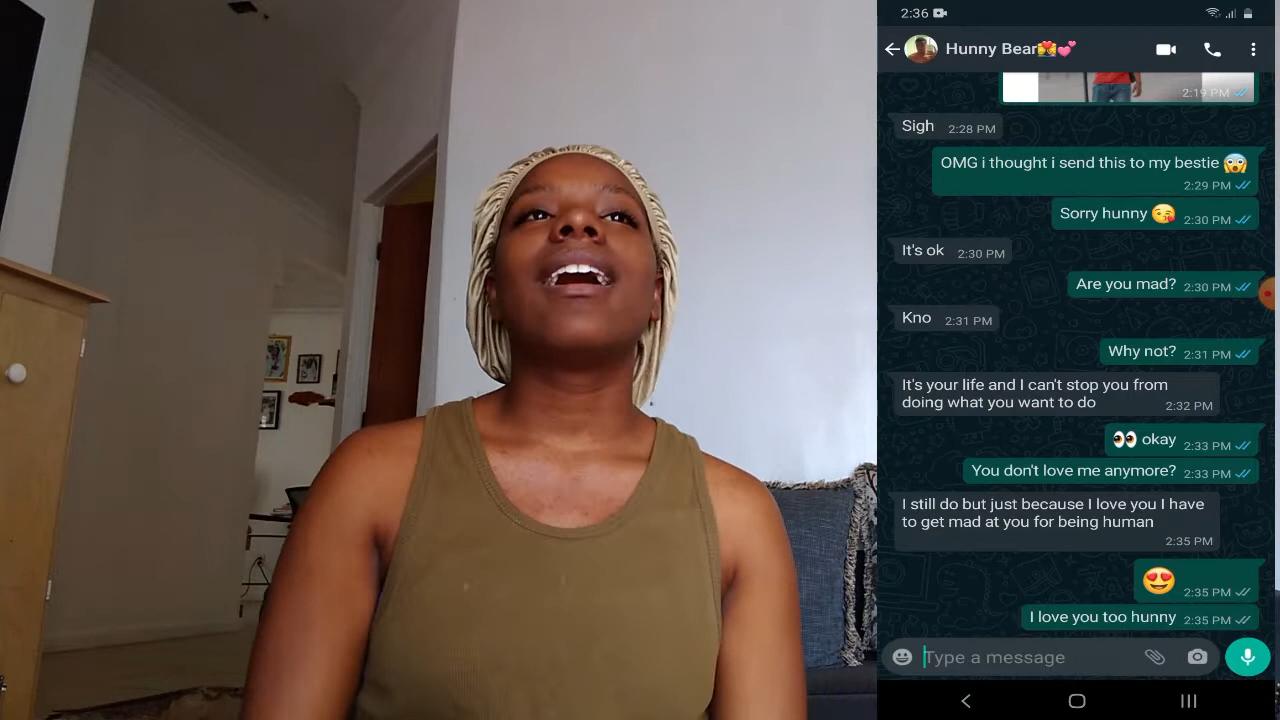 2:36
Hunny Bear
2:19 PM
Sigh 2:28 PM
OMG i thought i send this to my bestie 😱
2:29 PM
Sorry hunny 😘 2:30 PM
It's ok 2:30 PM
Are you mad? 2:30 PM
Kno 2:31 PM
Why not? 2:31 PM
It's your life and I can't stop you from
doing what you want to do 2:32 PM
👀 okay 2:33 PM
You don't love me anymore? 2:33 PM
I still do but just because I love you I have
to get mad at you for being human
2:35 PM
😍 2:35 PM
I love you too hunny 2:35 PM
Type a message